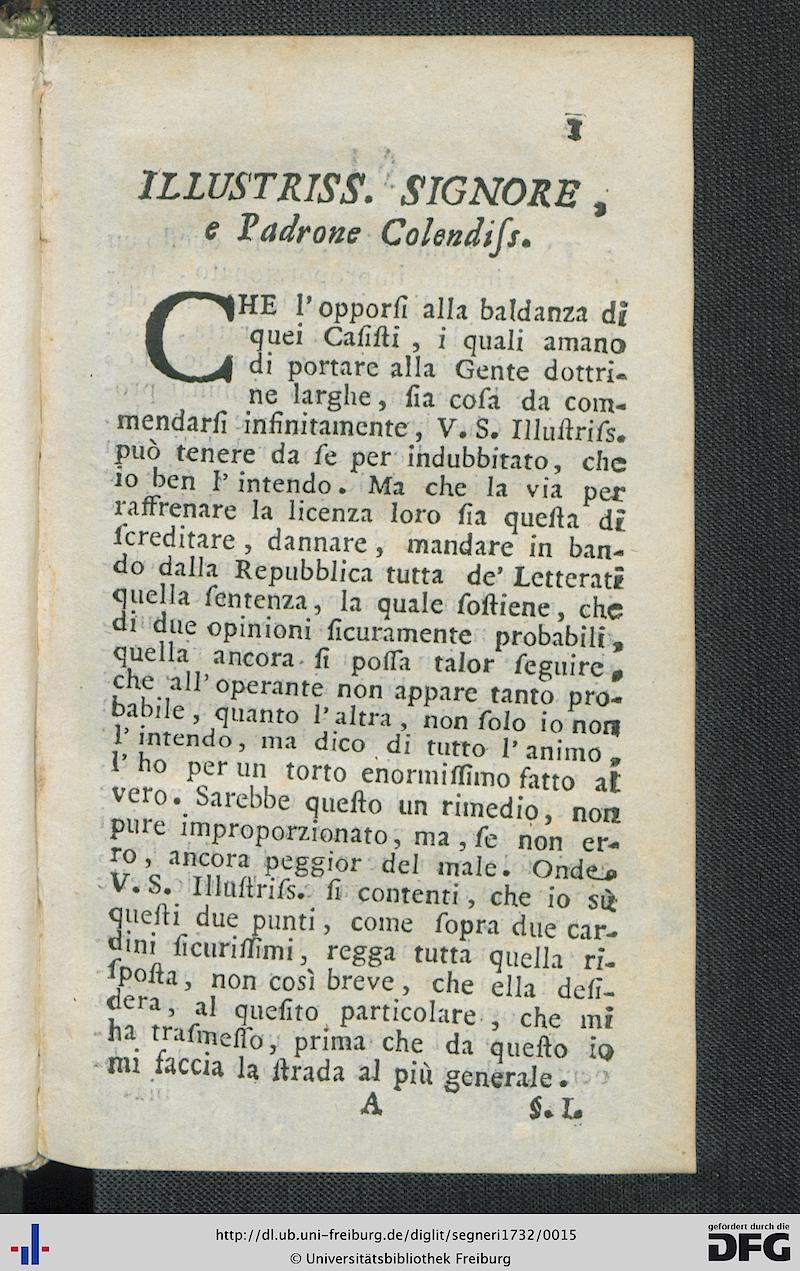 1
ILLUSTRISS. SIGNORE,
e Padrone Colendiſs.
CHE l'opporſi alla baldanza di
quei Caſiſti, i quali amano
di portare alla Gente dottri-
ne larghe, ſia coſa da com-
mendarſi infinitamente, V. S. Illuſtriſs.
può tenere da ſe per indubbitato, che
io ben l'intendo. Ma che la via per
raffrenare la licenza loro ſia queſta di
ſcreditare, dannare, mandare in ban-
do dalla Repubblica tutta de' Letterati
quella ſentenza, la quale ſoſtiene, che
di due opinioni ſicuramente probabili,
quella ancora ſi poſſa talor ſeguire,
che all'operante non appare tanto pro-
babile, quanto l'altra, non ſolo io non
l'intendo, ma dico di tutto l'animo,
l'ho per un torto enormiſſimo fatto al
vero. Sarebbe queſto un rimedio, non
pure improporzionato, ma, ſe non er-
ro, ancora peggior del male. Onde
V. S. Illuſtriſs. ſi contenti, che io sù
queſti due punti, come ſopra due car-
dini ſicuriſſimi, regga tutta quella ri-
ſpoſta, non così breve, che ella deſi-
dera, al queſito particolare, che mi
ha traſmeſſo, prima che da queſto io
mi faccia la ſtrada al più generale.
A §. I.
http://dl.ub.uni-freiburg.de/diglit/segneri1732/0015
© Universitätsbibliothek Freiburg
gefördert durch die
DFG